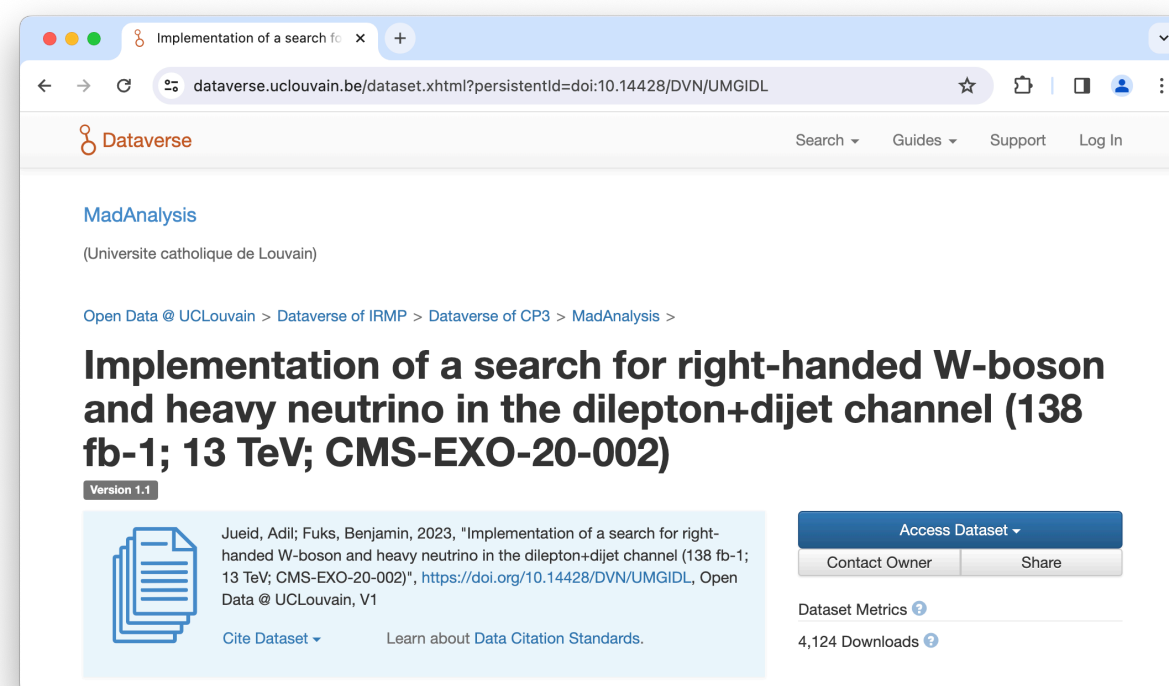 Implementation of a search fo
dataverse.uclouvain.be/dataset.xhtml?persistentId=doi:10.14428/DVN/UMGIDL
Dataverse
Search
Guides
Support
Log In
MadAnalysis
(Universite catholique de Louvain)
Open Data @ UCLouvain > Dataverse of IRMP > Dataverse of CP3 > MadAnalysis >
Implementation of a search for right-handed W-boson
and heavy neutrino in the dilepton+dijet channel (138
fb-1; 13 TeV; CMS-EXO-20-002)
Version 1.1
Jueid, Adil; Fuks, Benjamin, 2023, "Implementation of a search for right-
handed W-boson and heavy neutrino in the dilepton+dijet channel (138 fb-1;
13 TeV; CMS-EXO-20-002)", https://doi.org/10.14428/DVN/UMGIDL, Open
Data @ UCLouvain, V1
Cite Dataset
Learn about Data Citation Standards.
Access Dataset
Contact Owner
Share
Dataset Metrics ?
4,124 Downloads ?